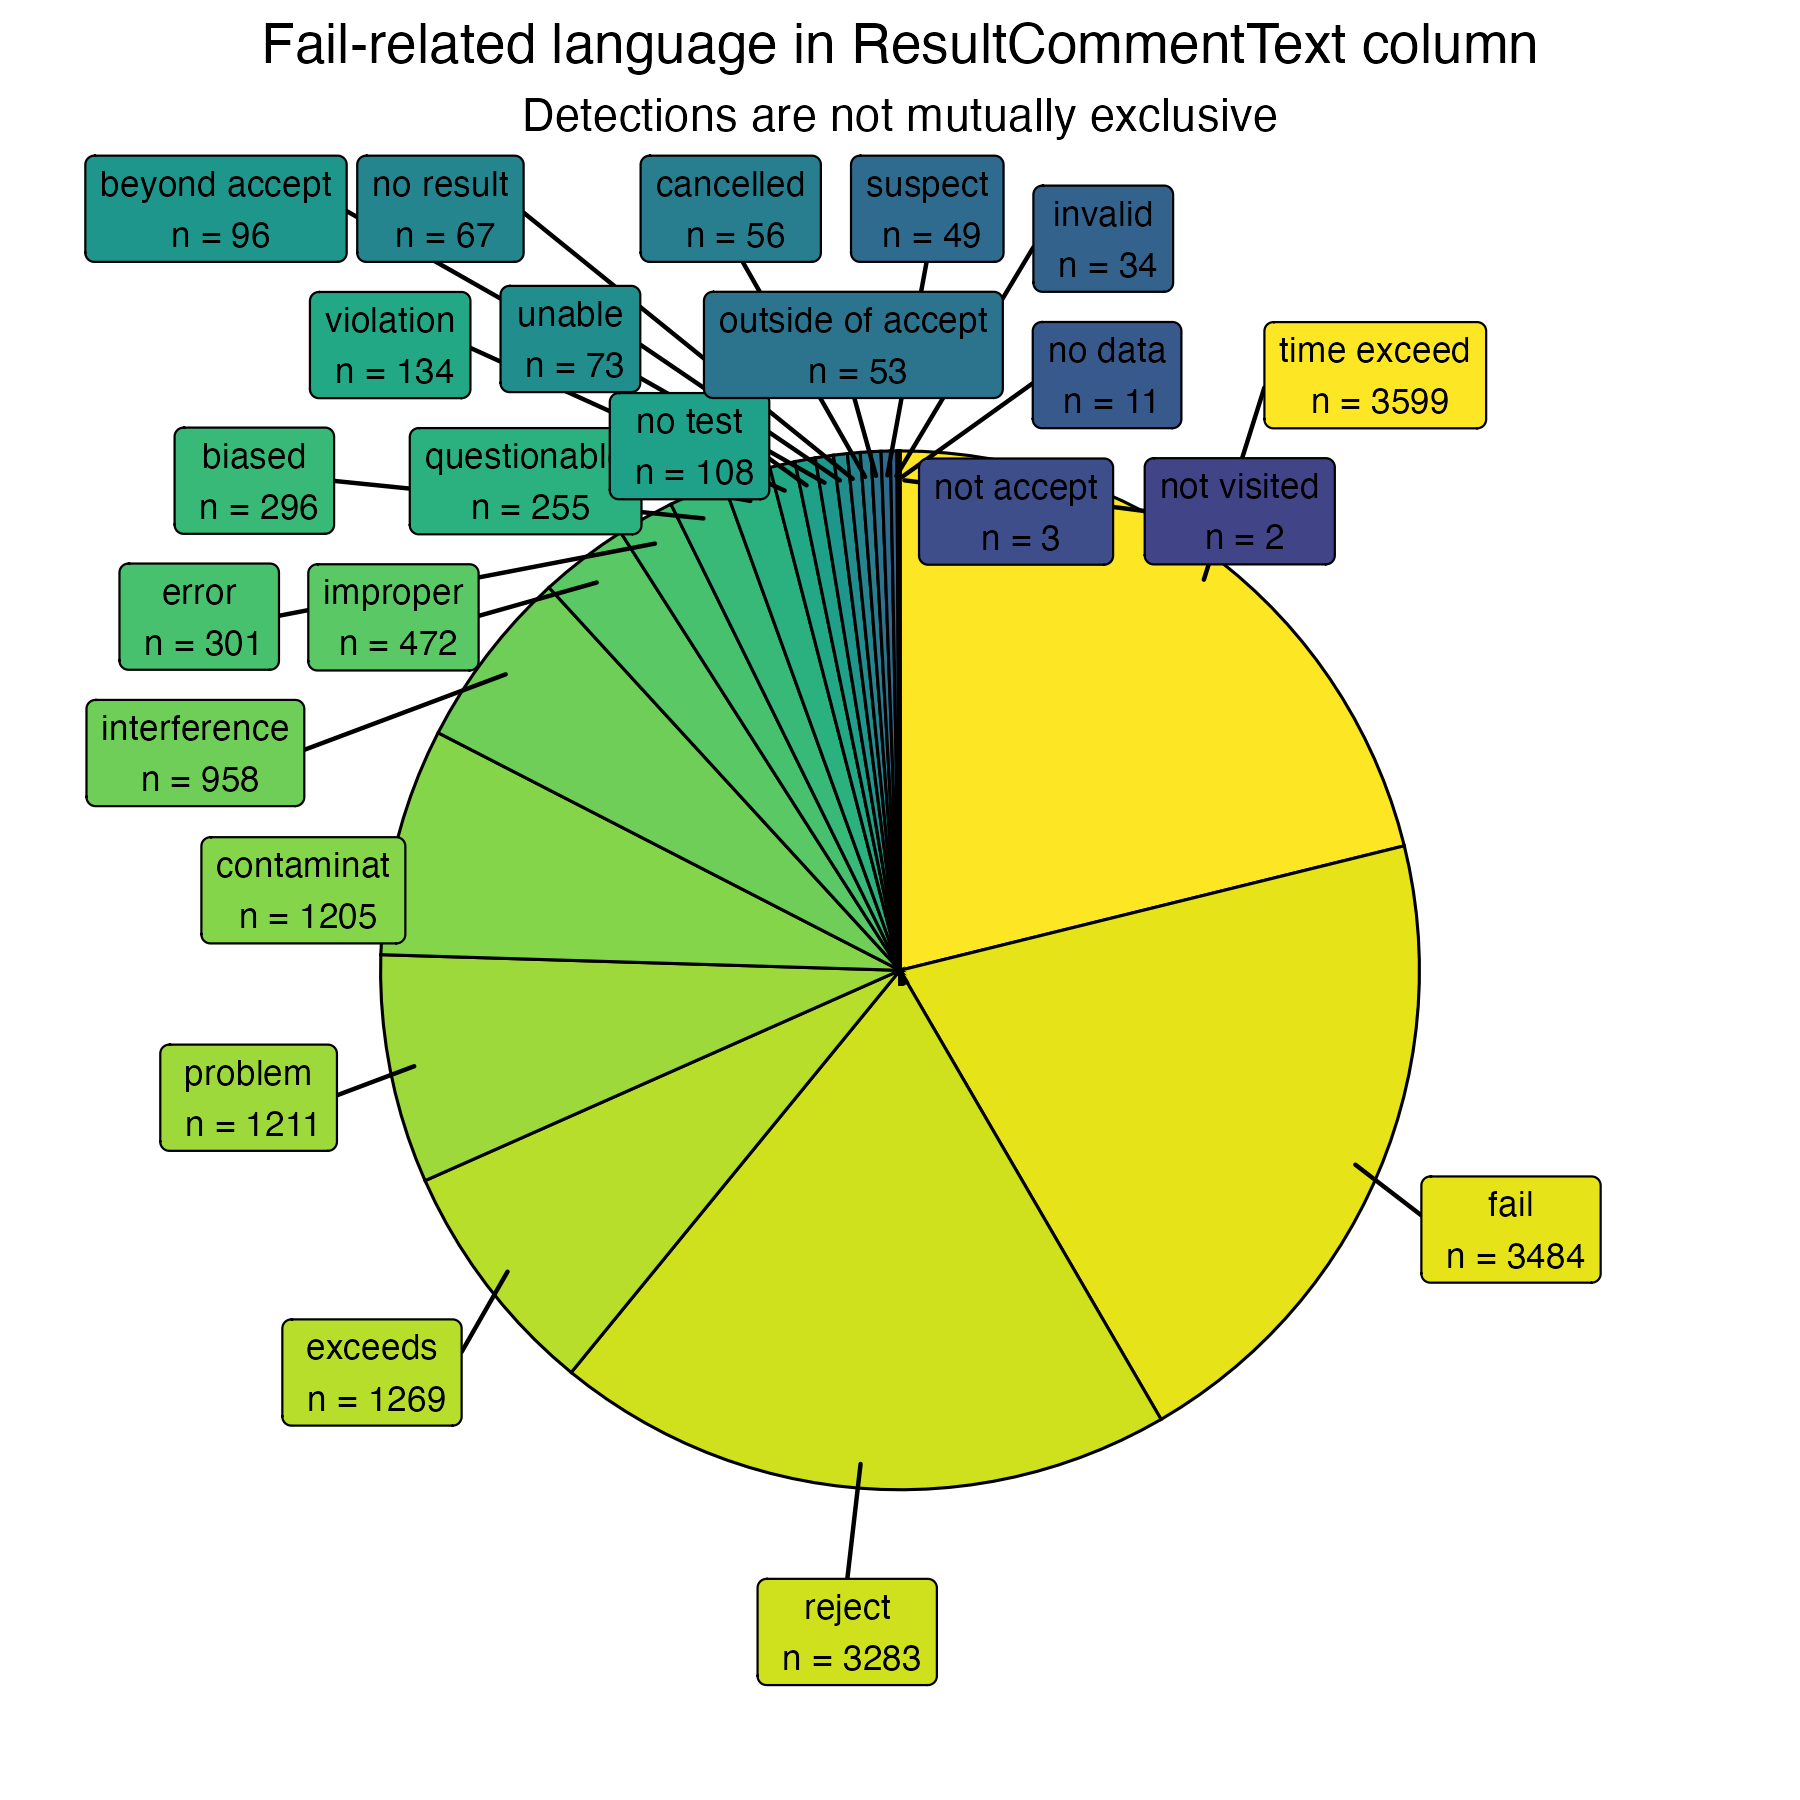 Fail-related language in ResultCommentText column
Detections are not mutually exclusive
beyond accept
n = 96
no result
n = 67
cancelled
n = 56
suspect
n = 49
invalid
n = 34
violation
n = 134
unable
n = 73
outside of accept
n = 53
no data
n = 11
time exceed
n = 3599
biased
n = 296
questionabl
n = 255
no test
n = 108
not accept
n = 3
not visited
n = 2
error
n = 301
improper
n = 472
interference
n = 958
contaminat
n = 1205
problem
n = 1211
fail
n = 3484
exceeds
n = 1269
reject
n = 3283